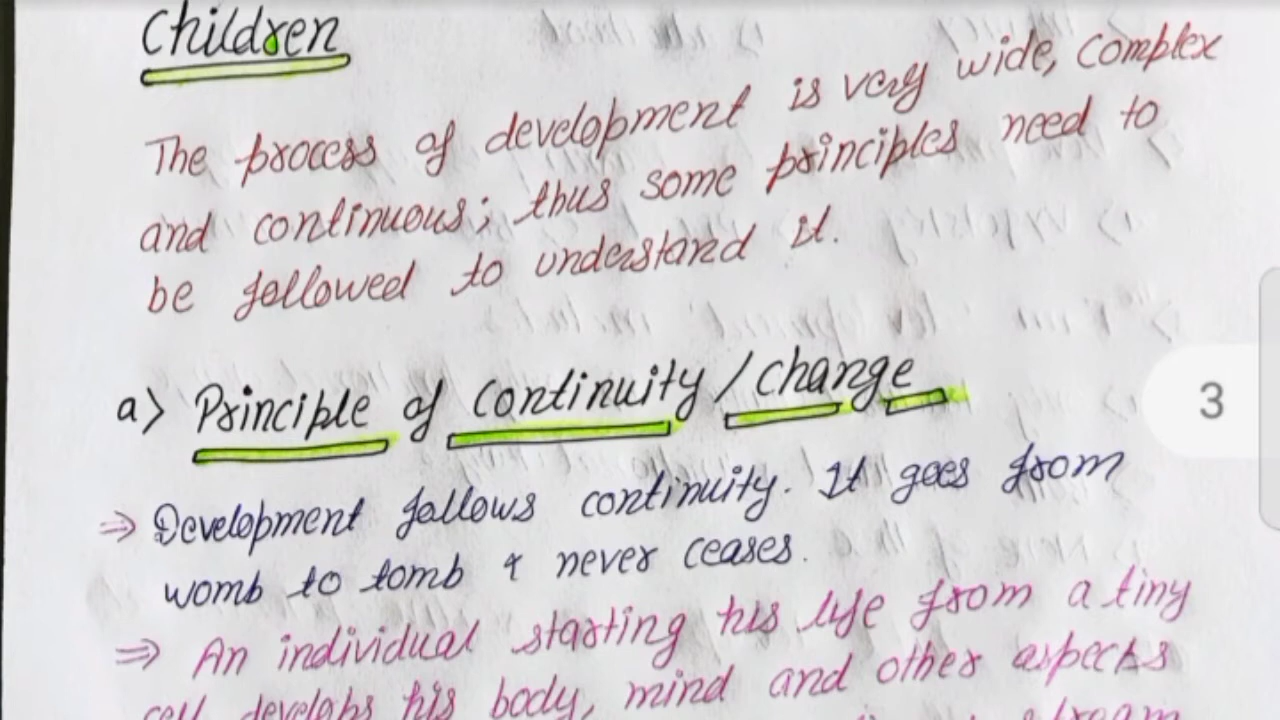 Children
The process of development is very wide, complex
and continuous; thus some principles need to
be followed to understand it.
a) Principle of continuity / change
3
⇒ Development follows continuity. It goes from
womb to tomb & never ceases.
⇒ An individual starting his life from a tiny
cell develops his body, mind and other aspects
stream